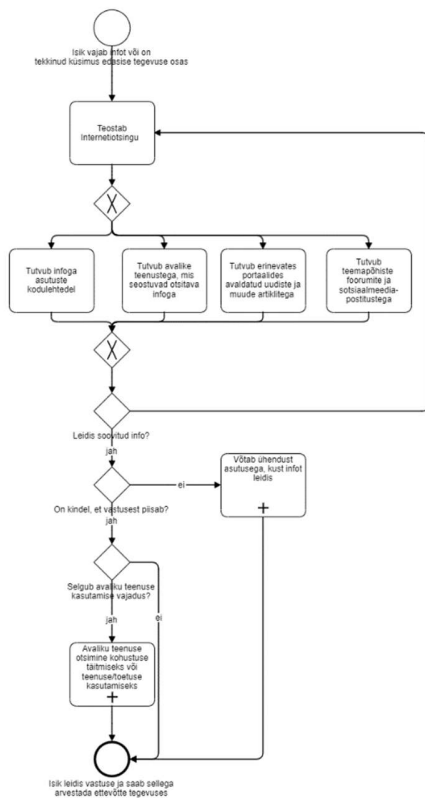 Isik vajab infot või on
tekkinud küsimus edasise tegevuse osas
Teostab
Internetiotsingu
Tutvub infoga
asutuste
kodulehtedel
Tutvub avalike
teenustega, mis
seostuvad otsitava
infoga
Tutvub erinevates
portaalides
avaldatud uudiste ja
muude artiklitega
Tutvub
teemapõhiste
foorumite ja
sotsiaalmeedia-
postitustega
Leidis soovitud info?
jah
Võtab ühendust
asutusega, kust infot
leidis
ei
On kindel, et vastusest piisab?
jah
Selgub avaliku teenuse
kasutamise vajadus?
jah
ei
Avaliku teenuse
otsimine kohustuse
täitmiseks või
teenuse/toetuse
kasutamiseks
Isik leidis vastuse ja saab sellega
arvestada ettevõtte tegevuses